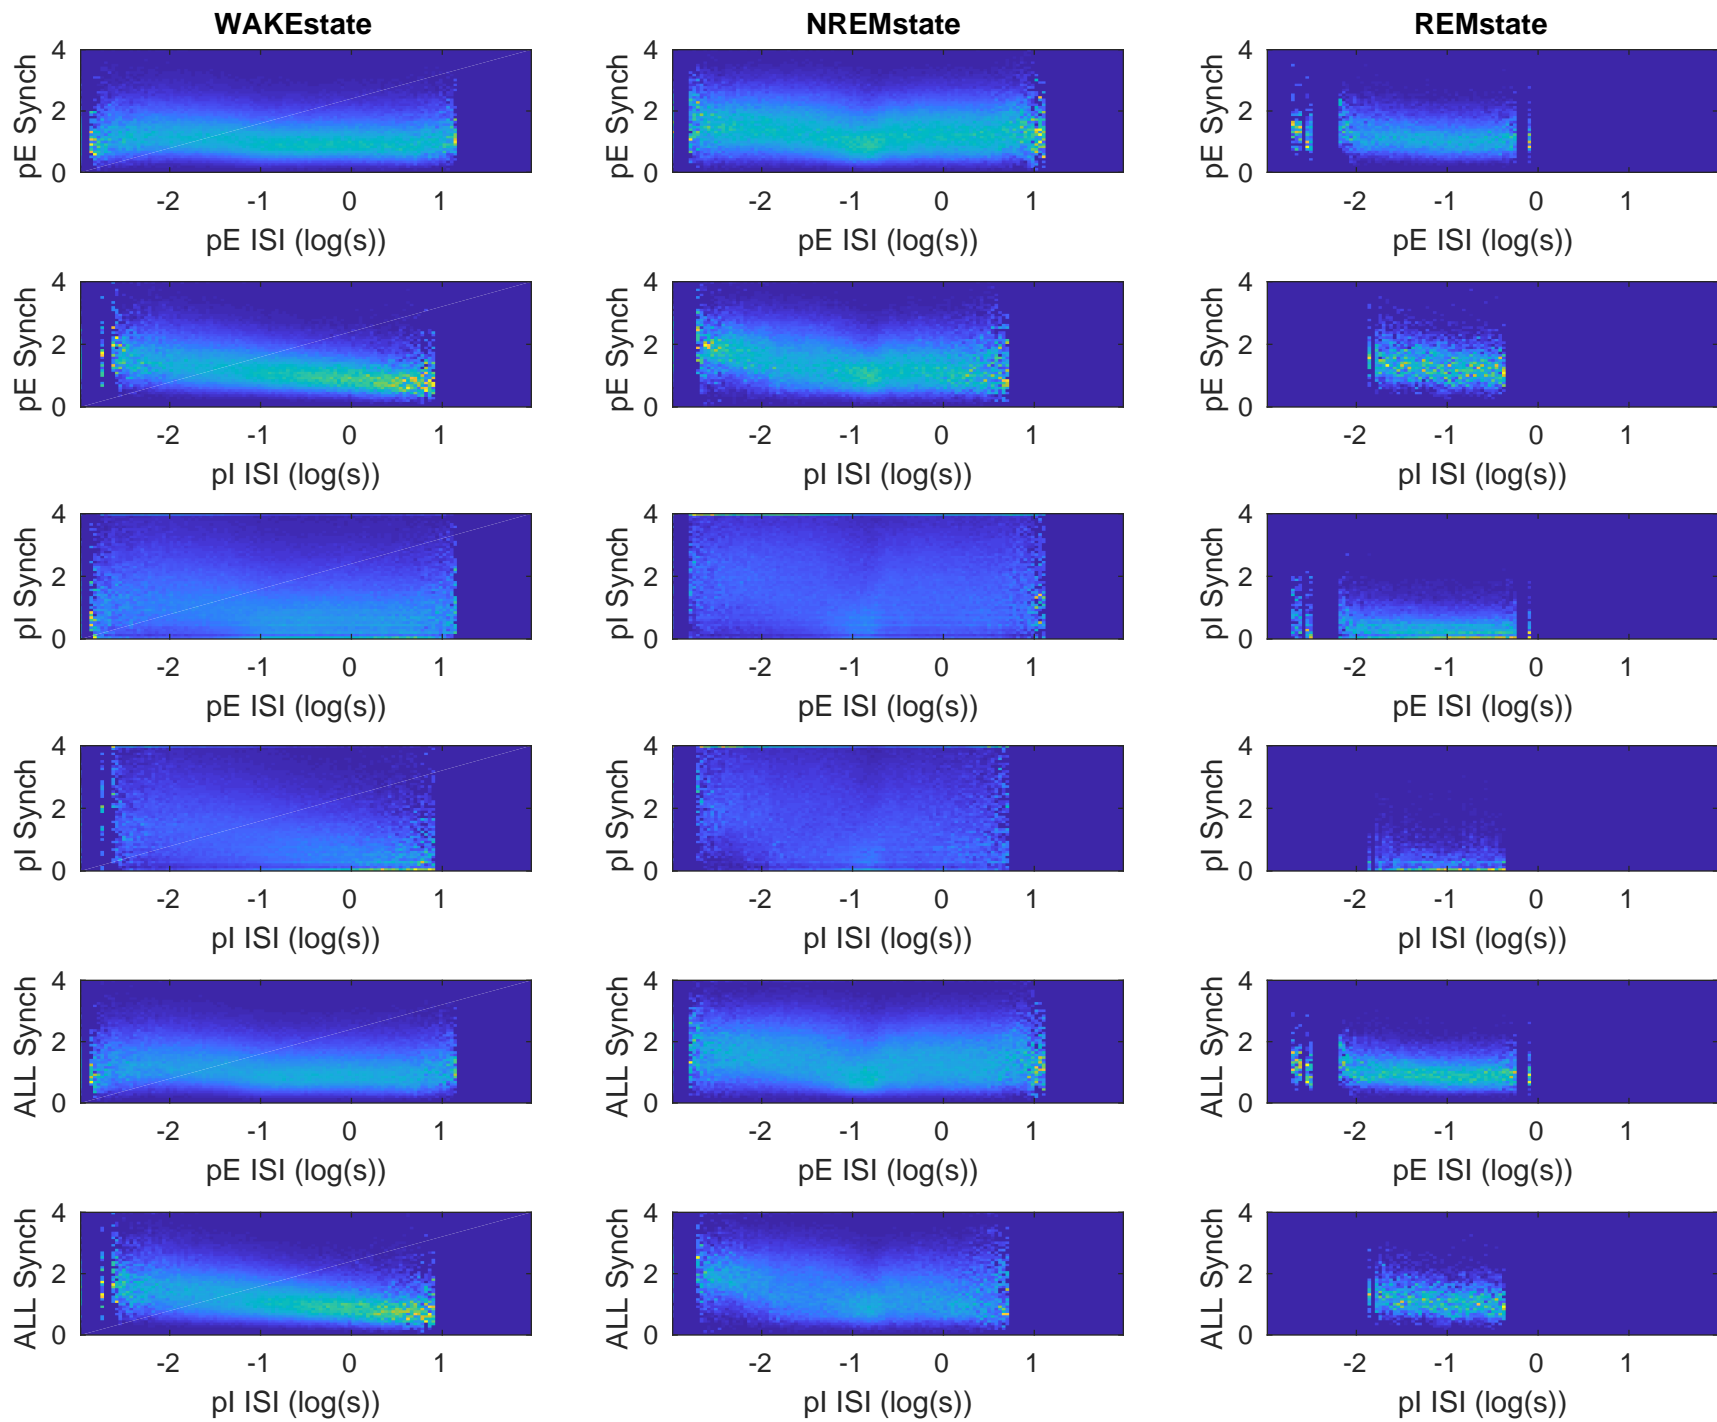 WAKEstate NREMstate REMstate
4 4 4
2 2 2
0 0 0
-2 -1 0 1 -2 -1 0 1 -2 -1 0 1
pE Synch pE Synch pE Synch
pE ISI (log(s)) pE ISI (log(s)) pE ISI (log(s))
4 4 4
2 2 2
0 0 0
-2 -1 0 1 -2 -1 0 1 -2 -1 0 1
pE Synch pE Synch pE Synch
pI ISI (log(s)) pI ISI (log(s)) pI ISI (log(s))
4 4 4
2 2 2
0 0 0
-2 -1 0 1 -2 -1 0 1 -2 -1 0 1
pI Synch pI Synch pI Synch
pE ISI (log(s)) pE ISI (log(s)) pE ISI (log(s))
4 4 4
2 2 2
0 0 0
-2 -1 0 1 -2 -1 0 1 -2 -1 0 1
pI Synch pI Synch pI Synch
pI ISI (log(s)) pI ISI (log(s)) pI ISI (log(s))
4 4 4
2 2 2
0 0 0
-2 -1 0 1 -2 -1 0 1 -2 -1 0 1
ALL Synch ALL Synch ALL Synch
pE ISI (log(s)) pE ISI (log(s)) pE ISI (log(s))
4 4 4
2 2 2
0 0 0
-2 -1 0 1 -2 -1 0 1 -2 -1 0 1
ALL Synch ALL Synch ALL Synch
pI ISI (log(s)) pI ISI (log(s)) pI ISI (log(s))